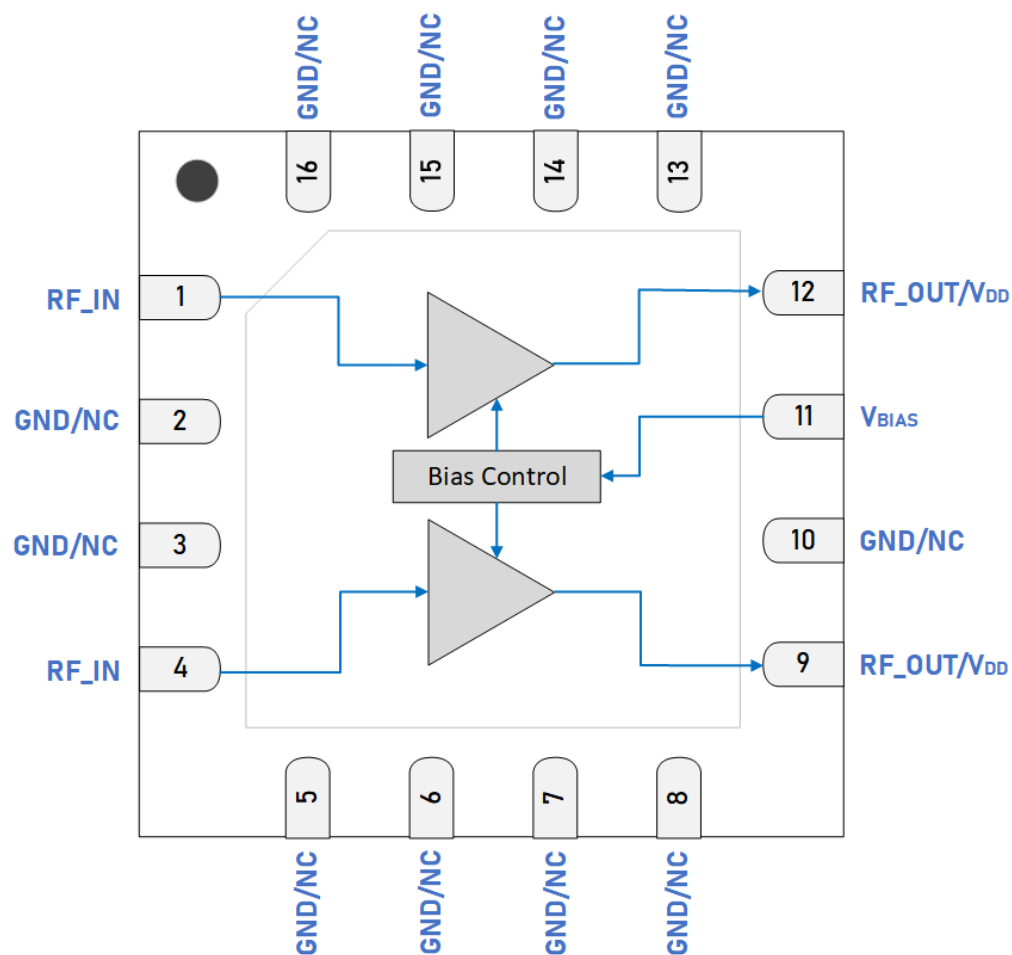 GND/NC
GND/NC
GND/NC
GND/NC
16
15
14
13
RF_IN
1
12
RF_OUT/VDD
GND/NC
2
11
VBIAS
Bias Control
GND/NC
3
10
GND/NC
RF_IN
4
9
RF_OUT/VDD
5
6
7
8
GND/NC
GND/NC
GND/NC
GND/NC